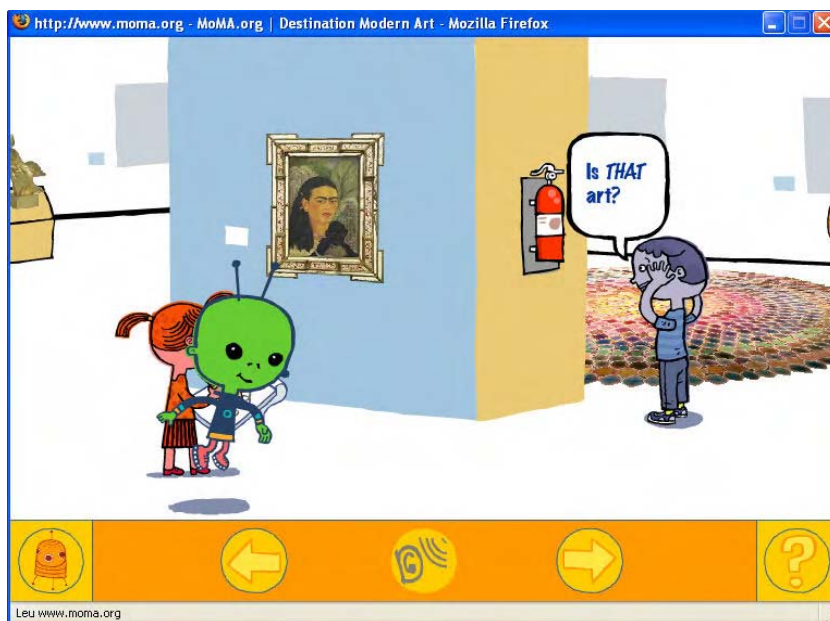 http://www.moma.org - MoMA.org | Destination Modern Art - Mozilla Firefox
Is THAT
art?
?
Leu www.moma.org